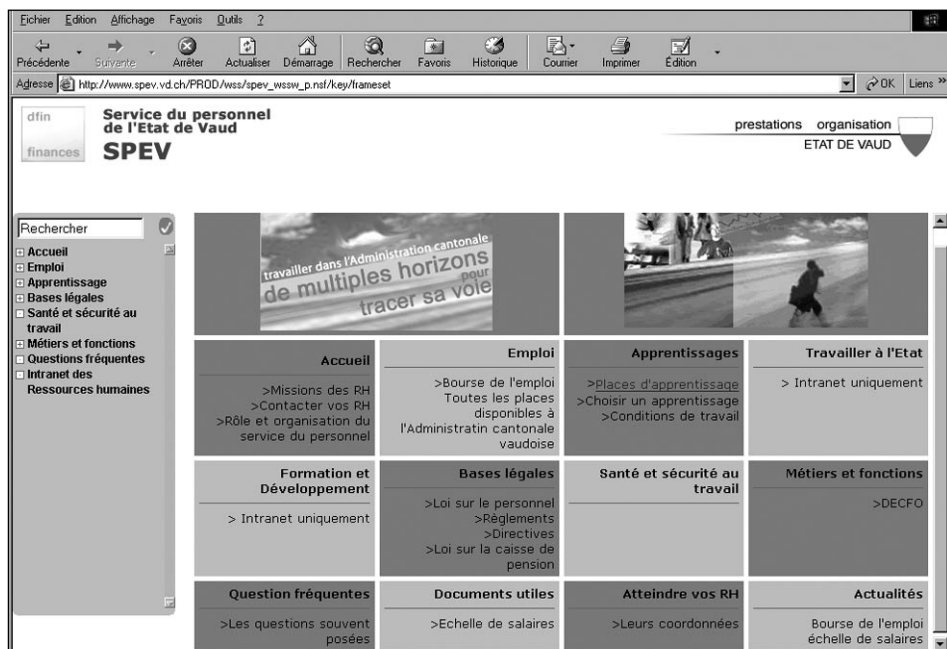 Fichier Edition Affichage Favoris Outils ?
Précédente Suivante Arrêter Actualiser Démarrage Rechercher Favoris Historique Courrier Imprimer Édition
Adresse http://www.spev.vd.ch/PROD/wss/spev_wssw_p.nsf/key/frameset OK Liens »
dfin
finances
Service du personnel
de l'Etat de Vaud
SPEV
prestations organisation
ETAT DE VAUD
Rechercher
Accueil
Emploi
Apprentissage
Bases légales
Santé et sécurité au
travail
Métiers et fonctions
Questions fréquentes
Intranet des
Ressources humaines
travailler dans l'Administration cantonale
de multiples horizons
pour
tracer sa voie
Accueil
>Missions des RH
>Contacter vos RH
>Rôle et organisation du
service du personnel
Emploi
>Bourse de l'emploi
Toutes les places
disponibles à
l'Administratin cantonale
vaudoise
Apprentissages
>Places d'apprentissage
>Choisir un apprentissage
>Conditions de travail
Travailler à l'Etat
> Intranet uniquement
Formation et
Développement
> Intranet uniquement
Bases légales
>Loi sur le personnel
>Règlements
>Directives
>Loi sur la caisse de
pension
Santé et sécurité au
travail
Métiers et fonctions
>DECFO
Question fréquentes
>Les questions souvent
posées
Documents utiles
>Echelle de salaires
Atteindre vos RH
>Leurs coordonnées
Actualités
Bourse de l'emploi
échelle de salaires